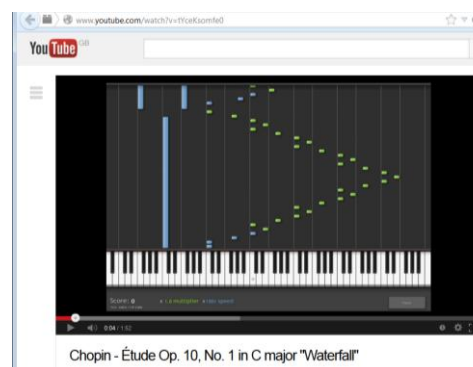 www.youtube.com/watch?v=tYceKsomfe0
YouTube GB
Score: 0
0:04 / 1:52
Chopin - Étude Op. 10, No. 1 in C major "Waterfall"